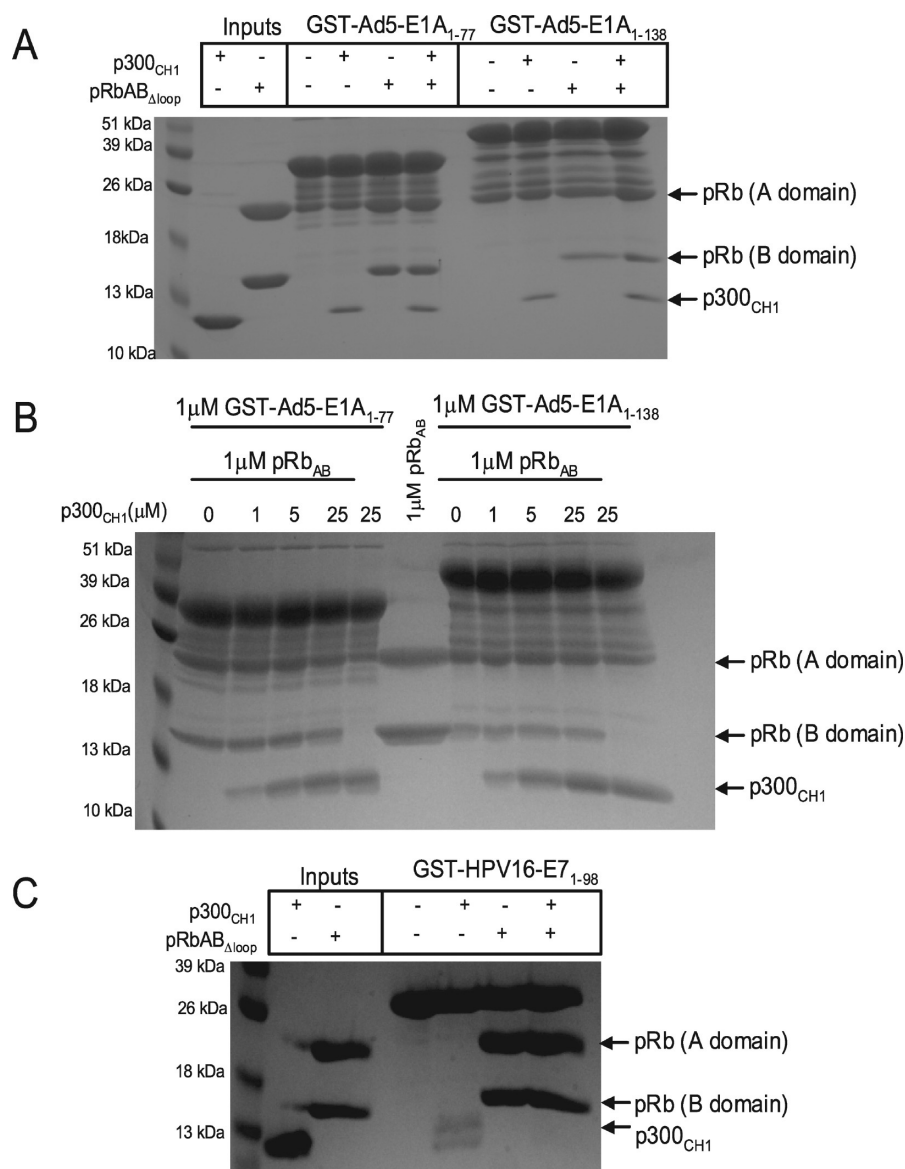 A
Inputs GST-Ad5-E1A1-77 GST-Ad5-E1A1-138
p300CH1 + - - + - + - + - +
pRbAB∆loop - + - - + + - - + +
51 kDa
39 kDa
26 kDa
pRb (A domain)
18kDa
pRb (B domain)
13 kDa
p300CH1
10 kDa
B
1µM GST-Ad5-E1A1-77 1µM pRbAB 1µM GST-Ad5-E1A1-138
1µM pRbAB 1µM pRbAB
p300CH1(µM) 0 1 5 25 25 0 1 5 25 25
51 kDa
39 kDa
26 kDa
pRb (A domain)
18 kDa
pRb (B domain)
13 kDa
p300CH1
10 kDa
C
Inputs GST-HPV16-E71-98
p300CH1 + - - + - +
pRbAB∆loop - + - - + +
39 kDa
26 kDa
pRb (A domain)
18 kDa
pRb (B domain)
13 kDa
p300CH1